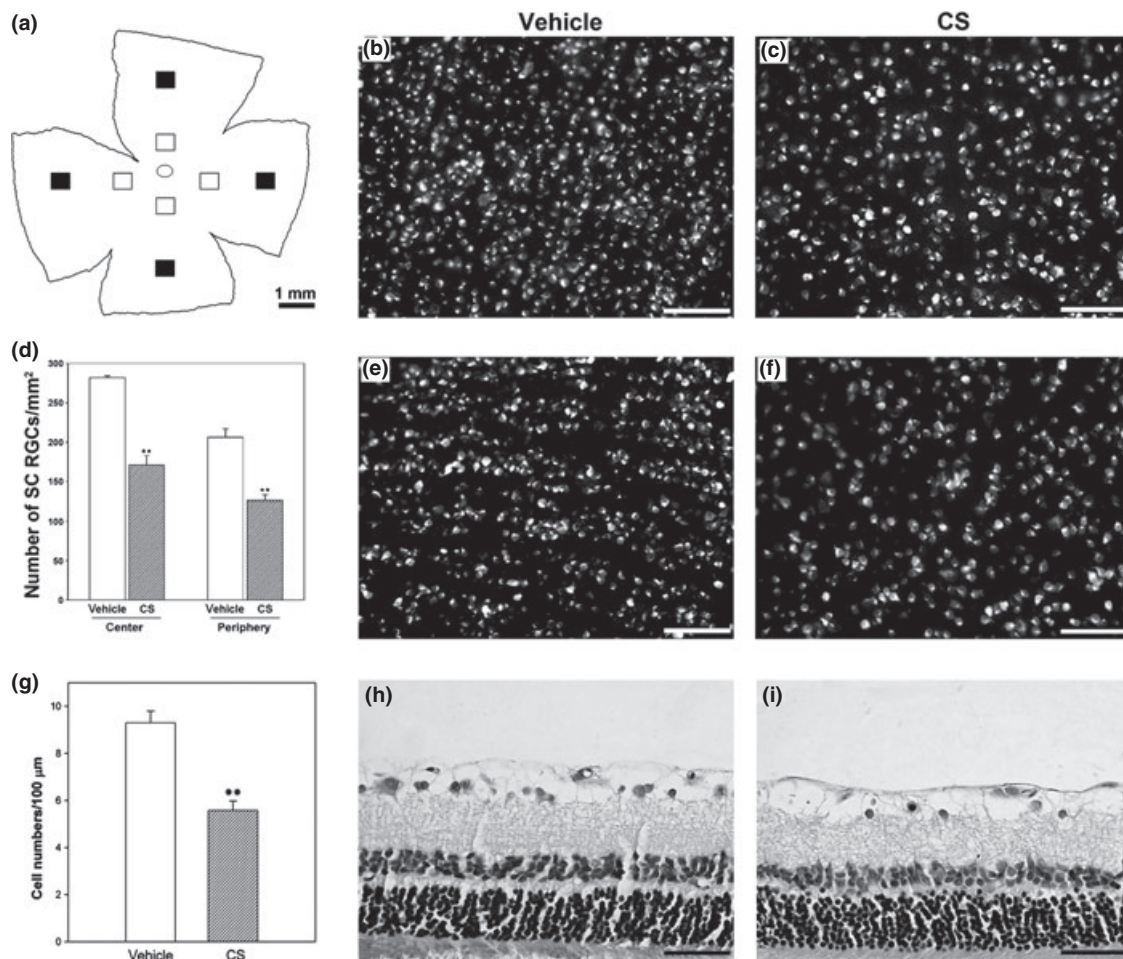 Vehicle
CS
(a)
1 mm
(b)
(c)
(d)
Number of SC RGCs/mm²
300
250
200
150
100
50
0
**
**
Vehicle CS Vehicle CS
Center Periphery
(e)
(f)
(g)
Cell numbers/100 μm
10
8
6
4
2
0
••
Vehicle CS
(h)
(i)